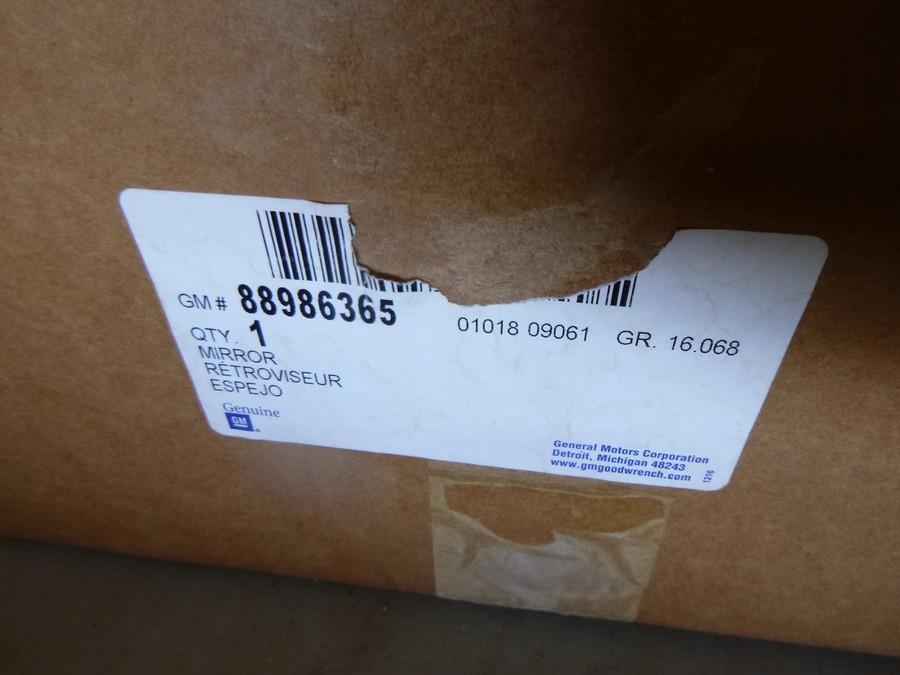 GM # 88986365
QTY. 1
01018 09061 GR. 16.068
MIRROR
RÉTROVISEUR
ESPEJO
Genuine
GM
General Motors Corporation
Detroit, Michigan 48243
www.gmgoodwrench.com
1216